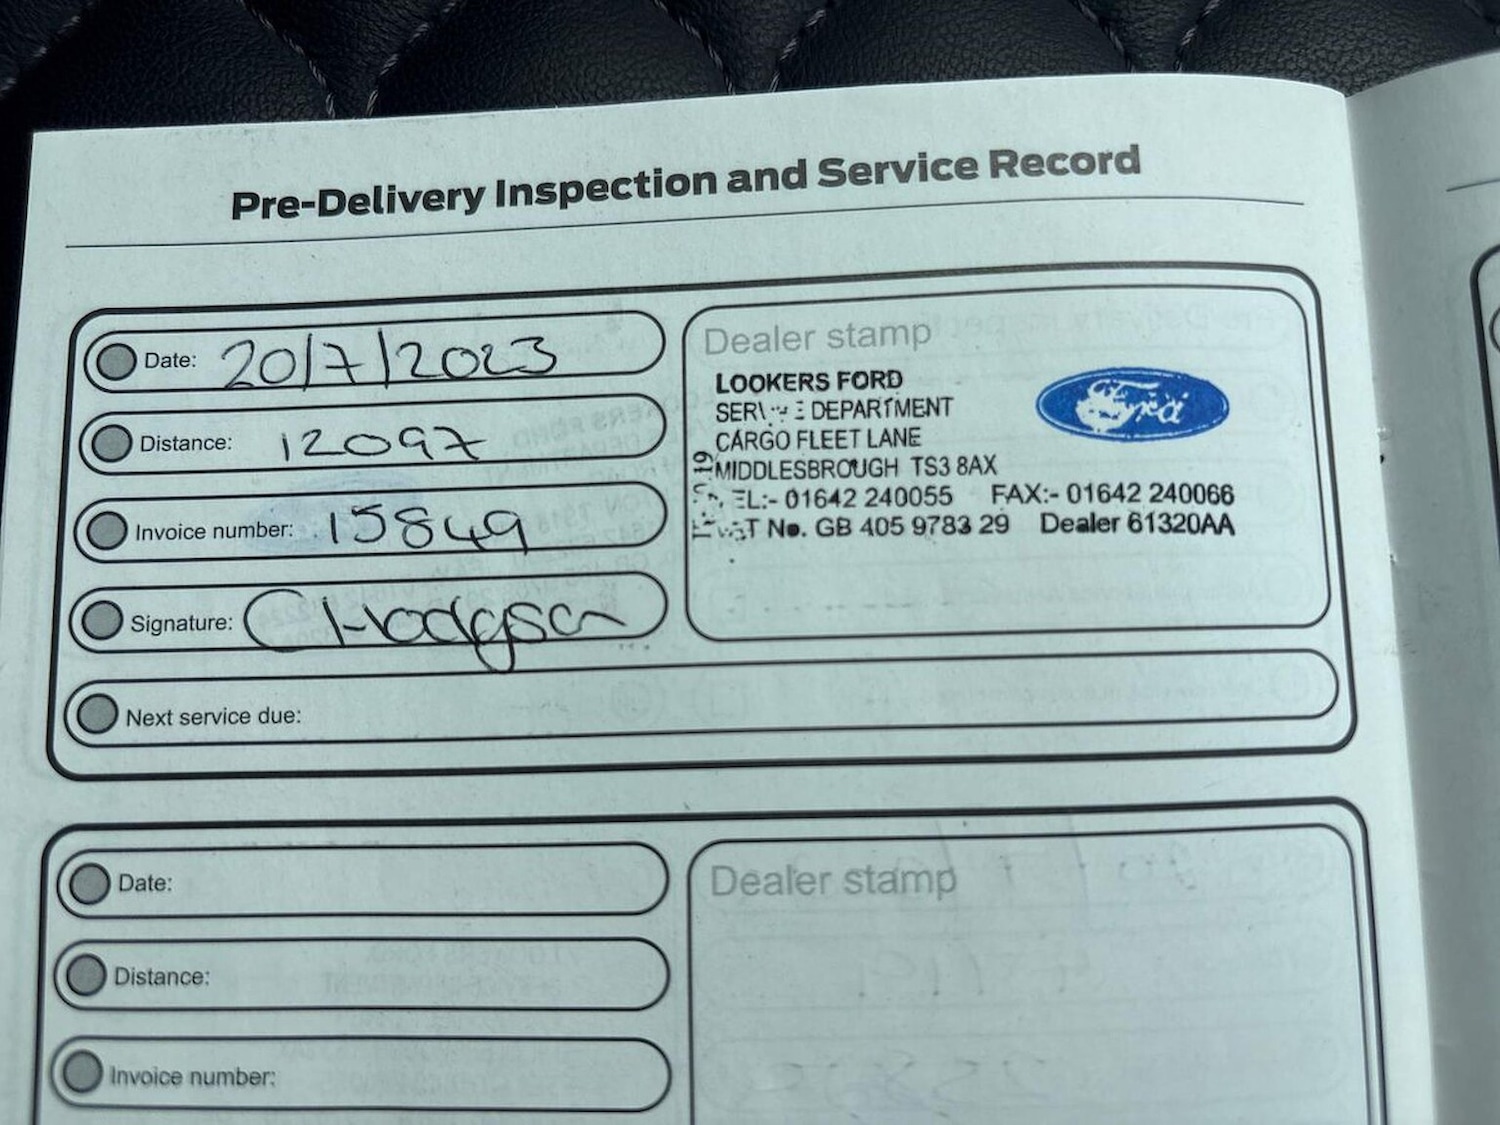 Pre-Delivery Inspection and Service Record
Date: 20/7/2023
Distance: 12097
Invoice number: 15849
Signature: C Hodgson
Next service due:
Dealer stamp
LOOKERS FORD
Ford
DEPARTMENT
CARGO FLEET LANE
MIDDLESBROUGH TS3 8AX
EL:- 01642 240055 FAX:- 01642 240066
T No. GB 405 9783 29 Dealer 61320AA
Date:
Distance:
Invoice number:
Dealer stamp